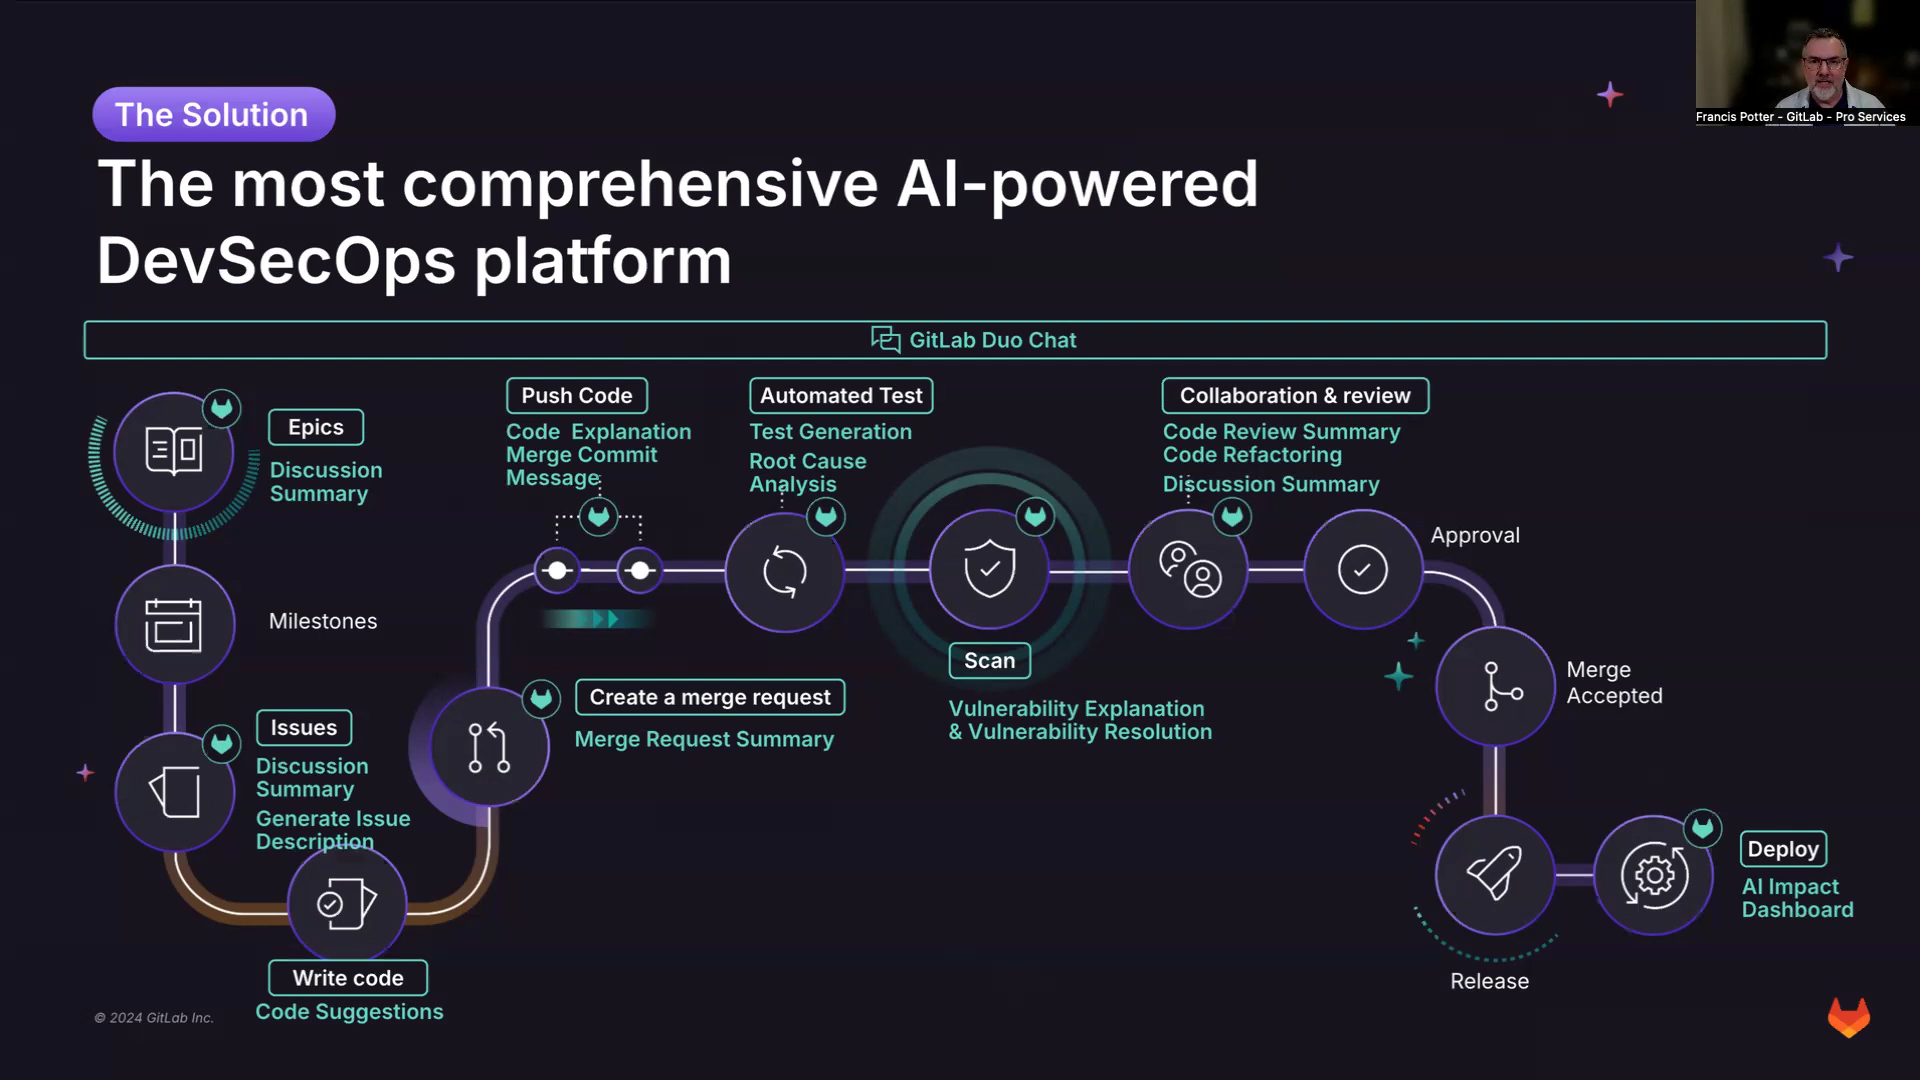 Francis Potter - GitLab - Pro Services
The Solution
The most comprehensive AI-powered
DevSecOps platform
GitLab Duo Chat
Epics
Discussion
Summary
Milestones
Issues
Discussion
Summary
Generate Issue
Description
Write code
Code Suggestions
Create a merge request
Merge Request Summary
Push Code
Code Explanation
Merge Commit
Message
Automated Test
Test Generation
Root Cause
Analysis
Scan
Vulnerability Explanation
& Vulnerability Resolution
Collaboration & review
Code Review Summary
Code Refactoring
Discussion Summary
Approval
Merge
Accepted
Release
Deploy
AI Impact
Dashboard
© 2024 GitLab Inc.